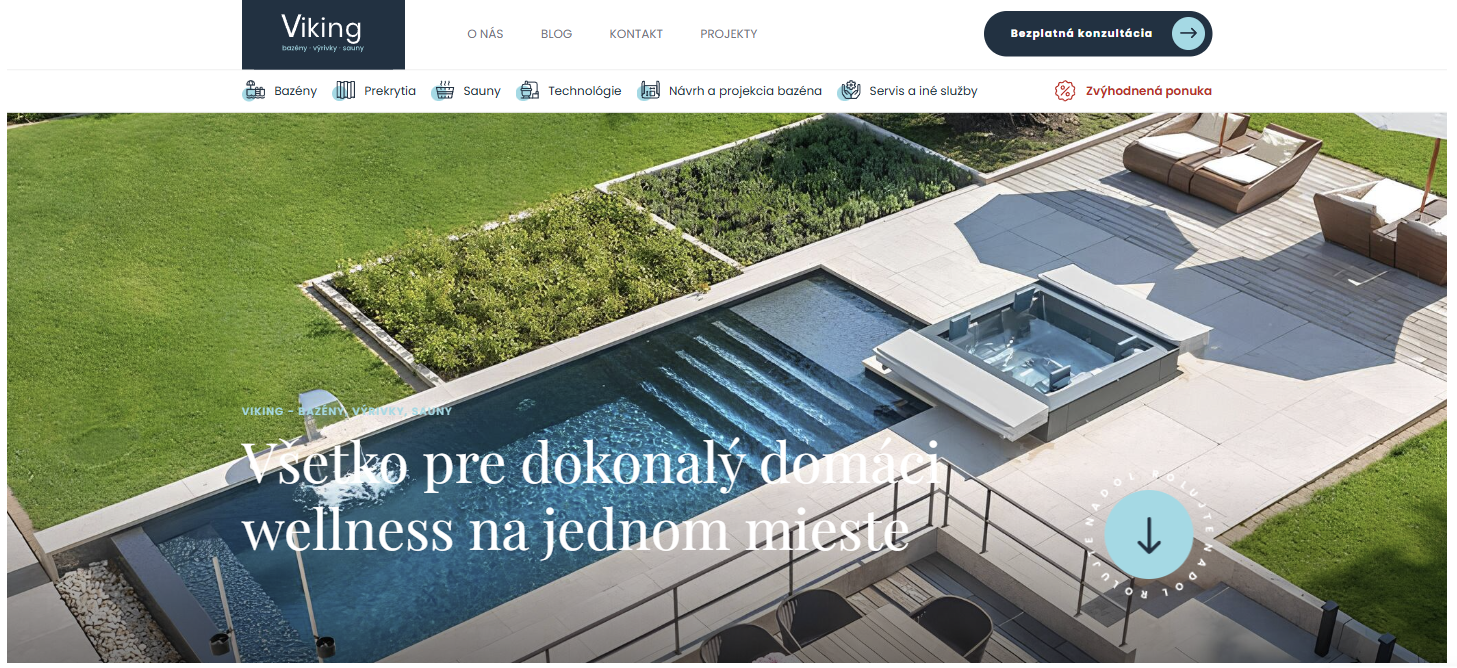 Viking
bazény · výrivky · sauny
O NÁS
BLOG
KONTAKT
PROJEKTY
Bezplatná konzultácia
Bazény
Prekrytia
Sauny
Technológie
Návrh a projekcia bazéna
Servis a iné služby
Zvýhodnená ponuka
VIKING - BAZÉNY, VÝRIVKY, SAUNY
Všetko pre dokonalý domáci
wellness na jednom mieste
ROLUJTE NADOL ROLUJTE NADOL